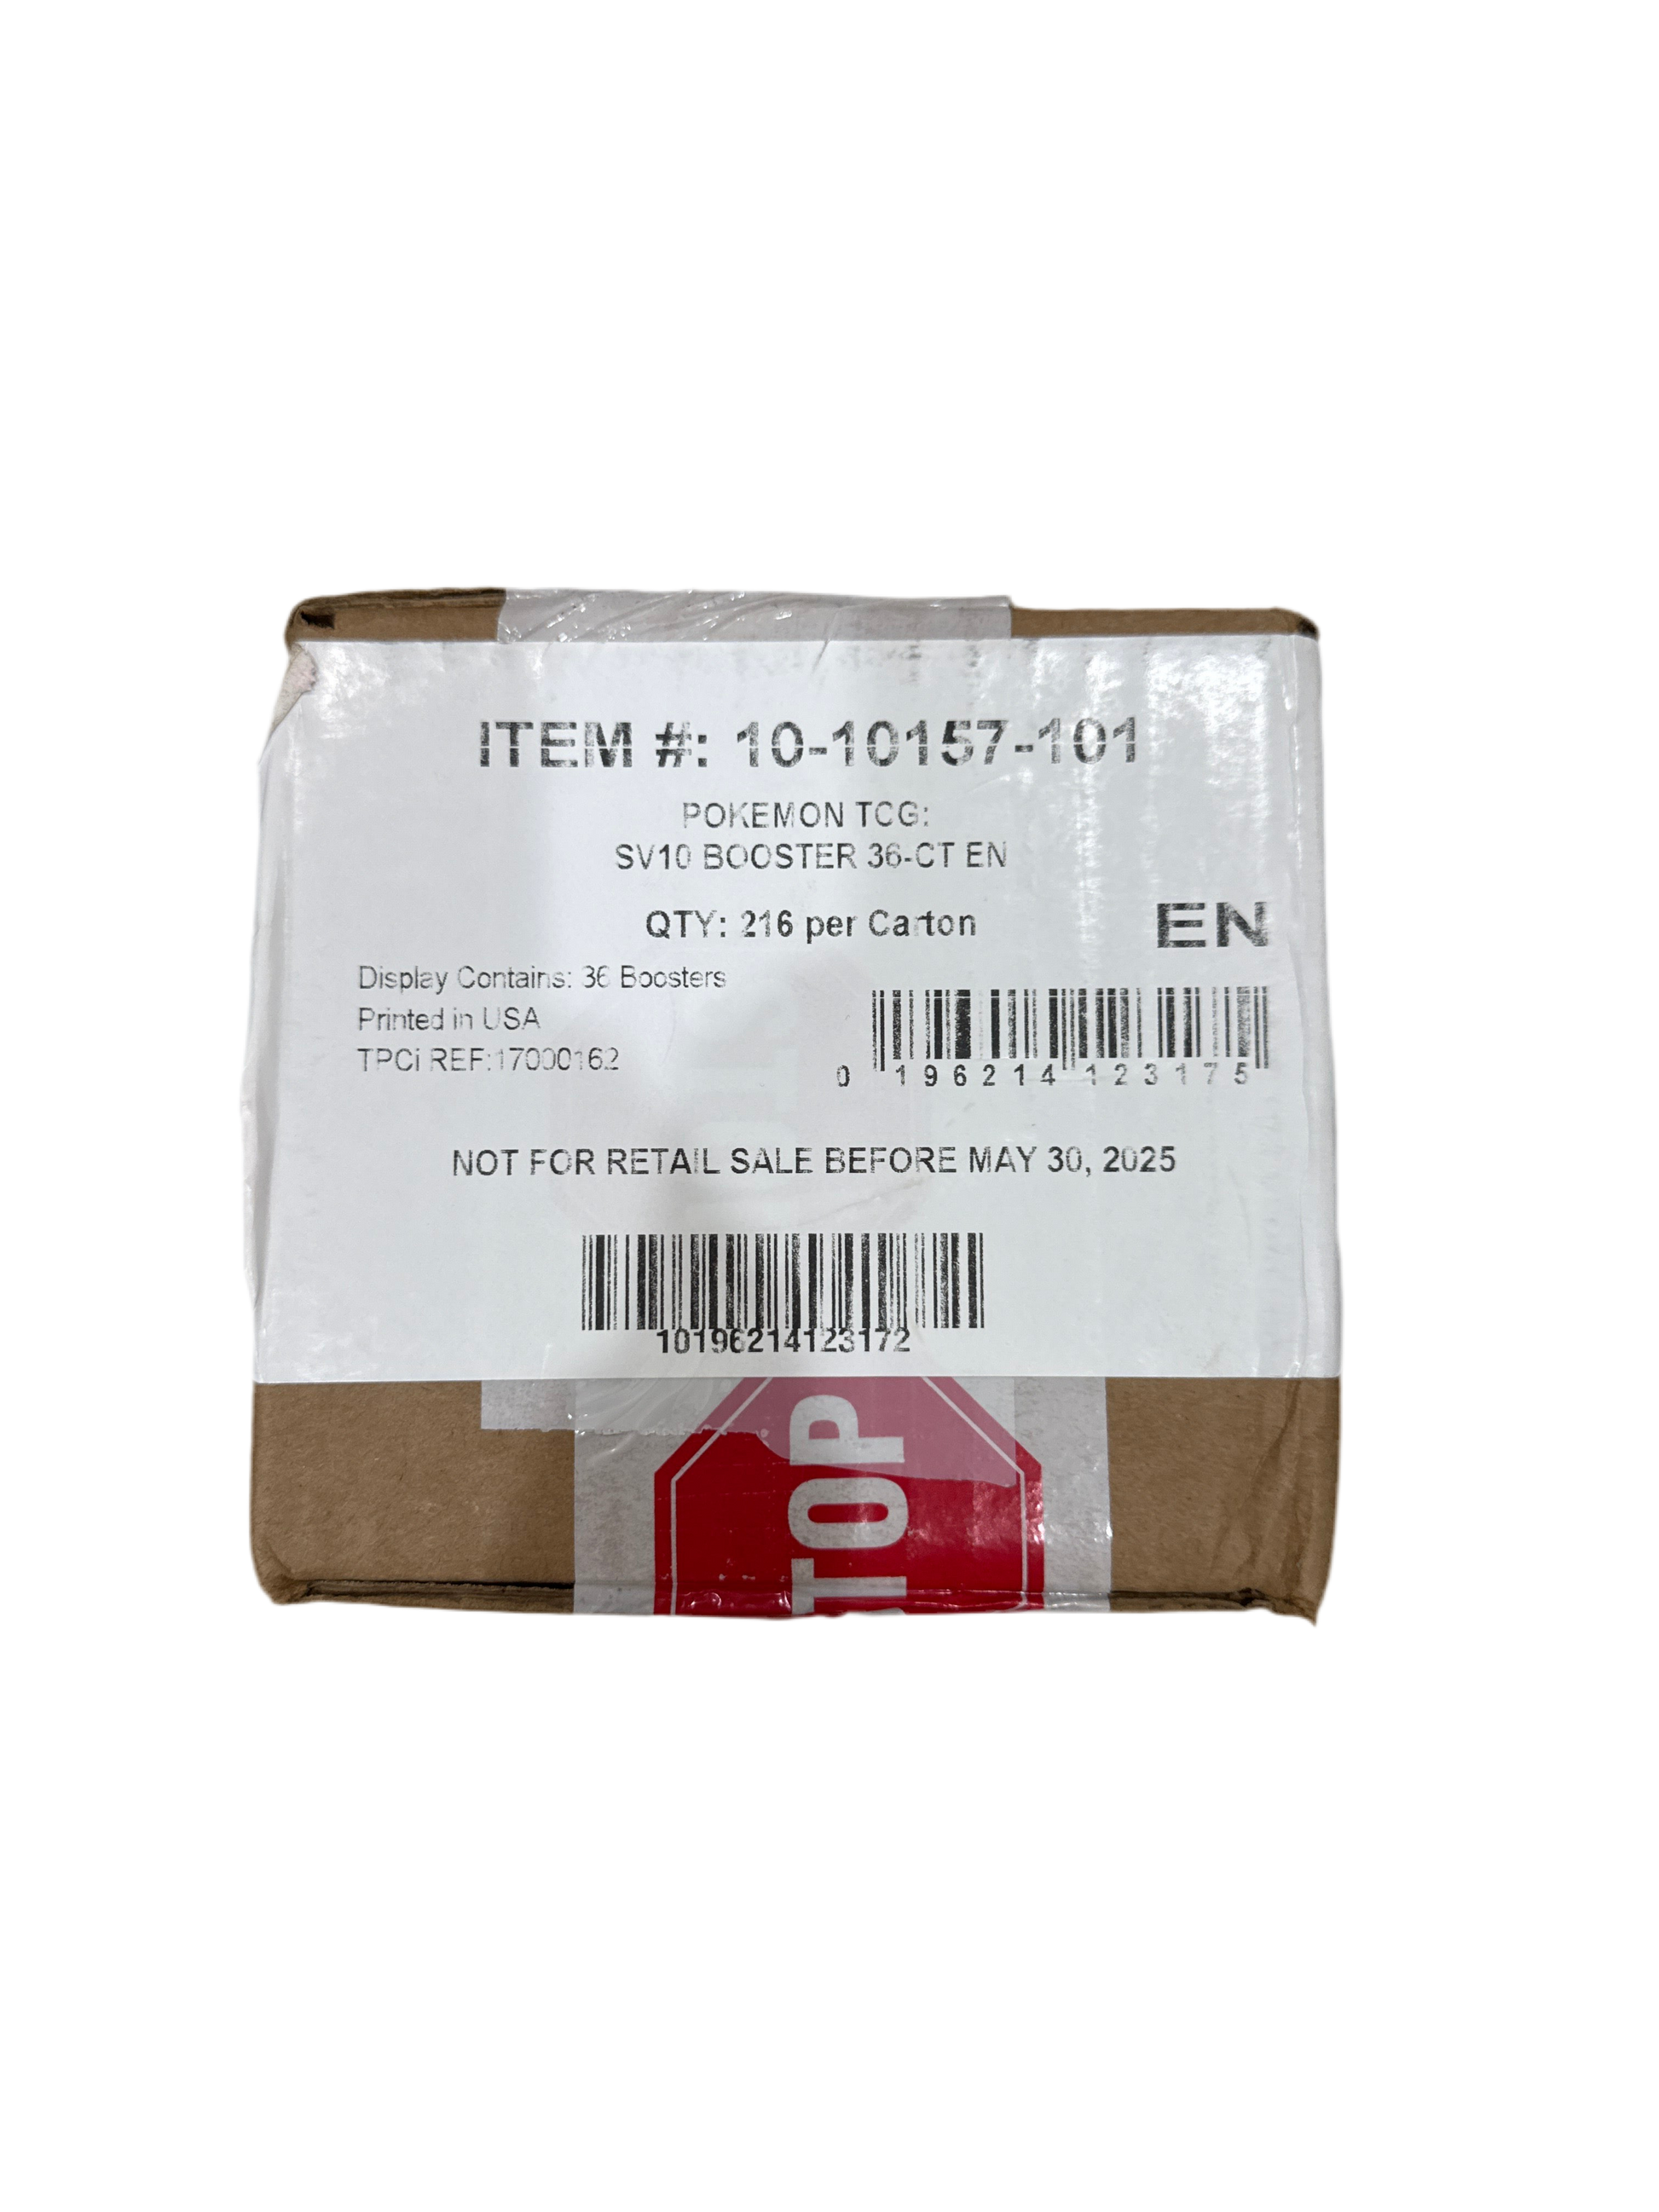 ITEM #: 10-10157-101
POKEMON TCG:
SV10 BOOSTER 36-CT EN
QTY: 216 per Carton
EN
Display Contains: 36 Boosters
Printed in USA
TPCi REF:17000162
0 196214 123175
NOT FOR RETAIL SALE BEFORE MAY 30, 2025
10196214123172
STOP